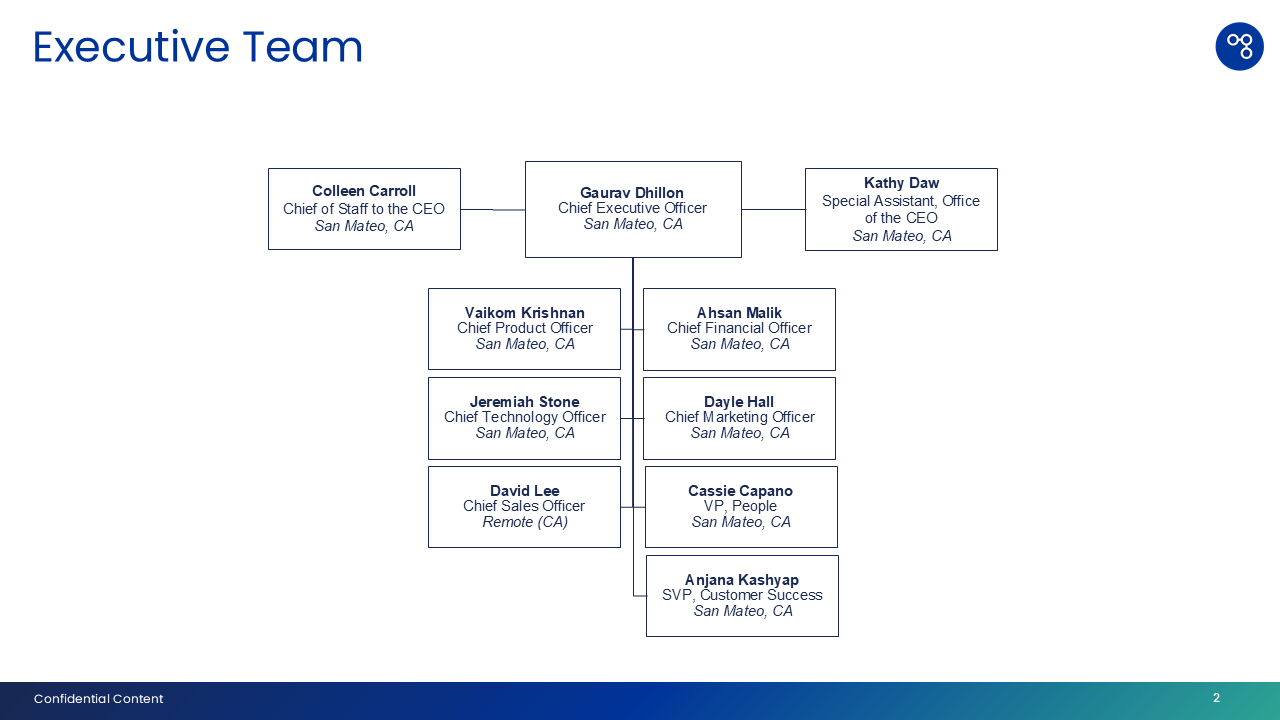 Executive Team
Colleen Carroll
Chief of Staff to the CEO
San Mateo, CA
Gaurav Dhillon
Chief Executive Officer
San Mateo, CA
Kathy Daw
Special Assistant, Office
of the CEO
San Mateo, CA
Vaikom Krishnan
Chief Product Officer
San Mateo, CA
Ahsan Malik
Chief Financial Officer
San Mateo, CA
Jeremiah Stone
Chief Technology Officer
San Mateo, CA
Dayle Hall
Chief Marketing Officer
San Mateo, CA
David Lee
Chief Sales Officer
Remote (CA)
Cassie Capano
VP, People
San Mateo, CA
Anjana Kashyap
SVP, Customer Success
San Mateo, CA
Confidential Content
2